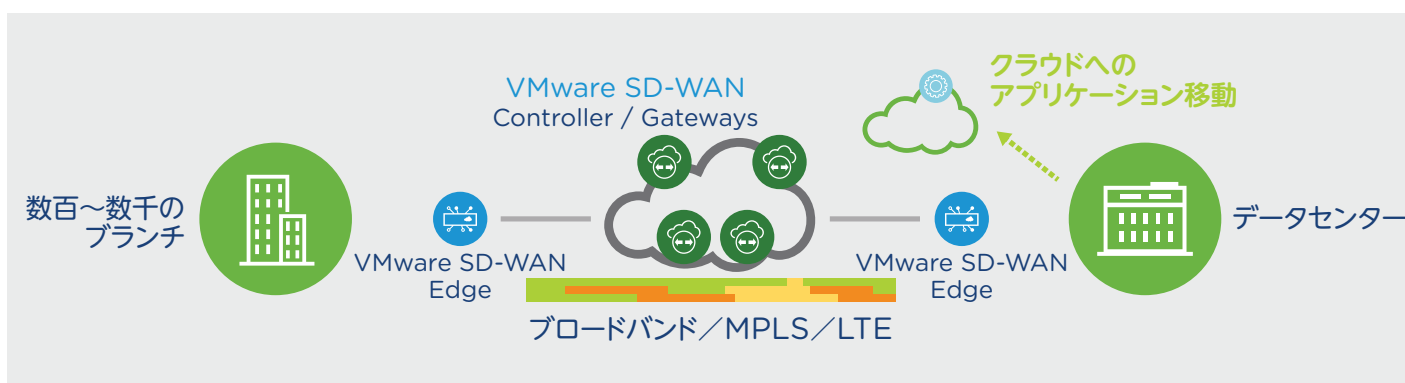 VMware SD-WAN
Controller / Gateways
クラウドへの
アプリケーション移動
数百～数千の
ブランチ
VMware SD-WAN
Edge
VMware SD-WAN
Edge
データセンター
ブロードバンド／MPLS／LTE